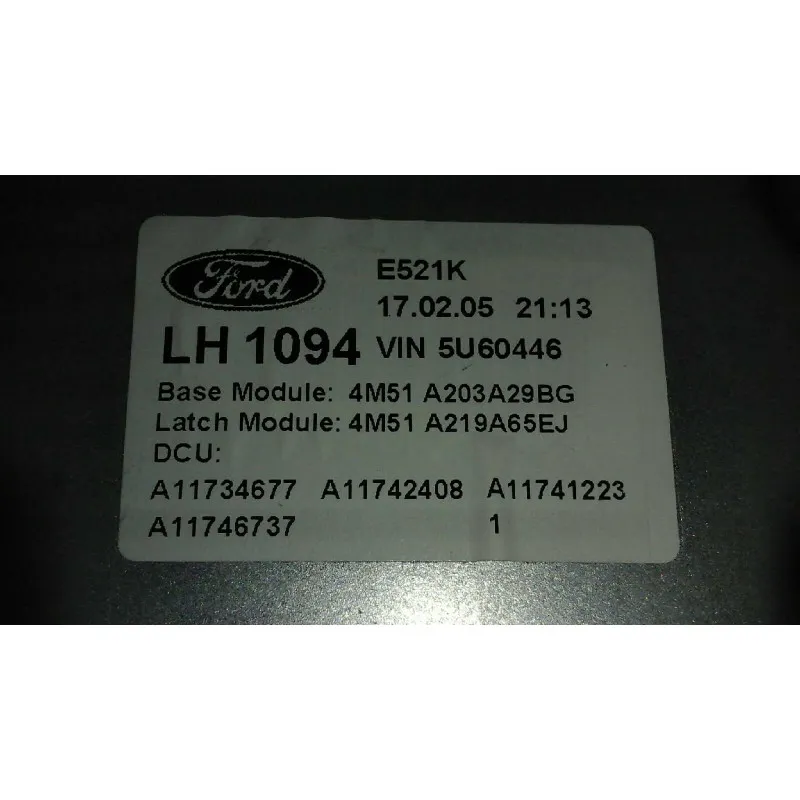 Ford
E521K
17.02.05 21:13
LH 1094 VIN 5U60446
Base Module: 4M51 A203A29BG
Latch Module: 4M51 A219A65EJ
DCU:
A11734677 A11742408 A11741223
A11746737 1